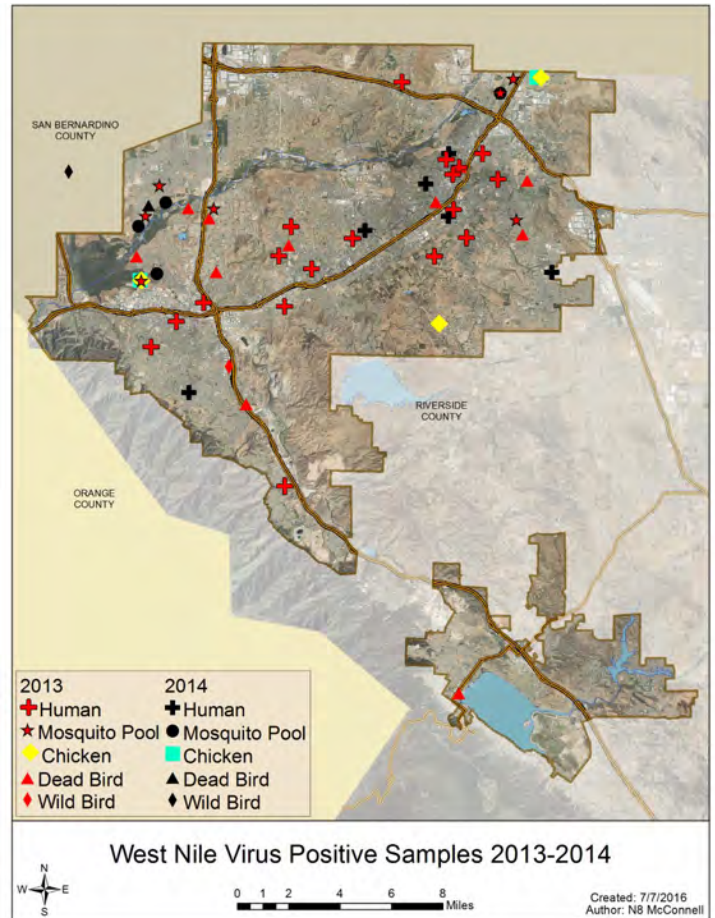 SAN BERNARDINO
COUNTY
RIVERSIDE
COUNTY
ORANGE
COUNTY
2013
Human
Mosquito Pool
Chicken
Dead Bird
Wild Bird
2014
Human
Mosquito Pool
Chicken
Dead Bird
Wild Bird
West Nile Virus Positive Samples 2013-2014
N
W E
S
0 1 2 4 6 8
Miles
Created: 7/7/2016
Author: N8 McConnell